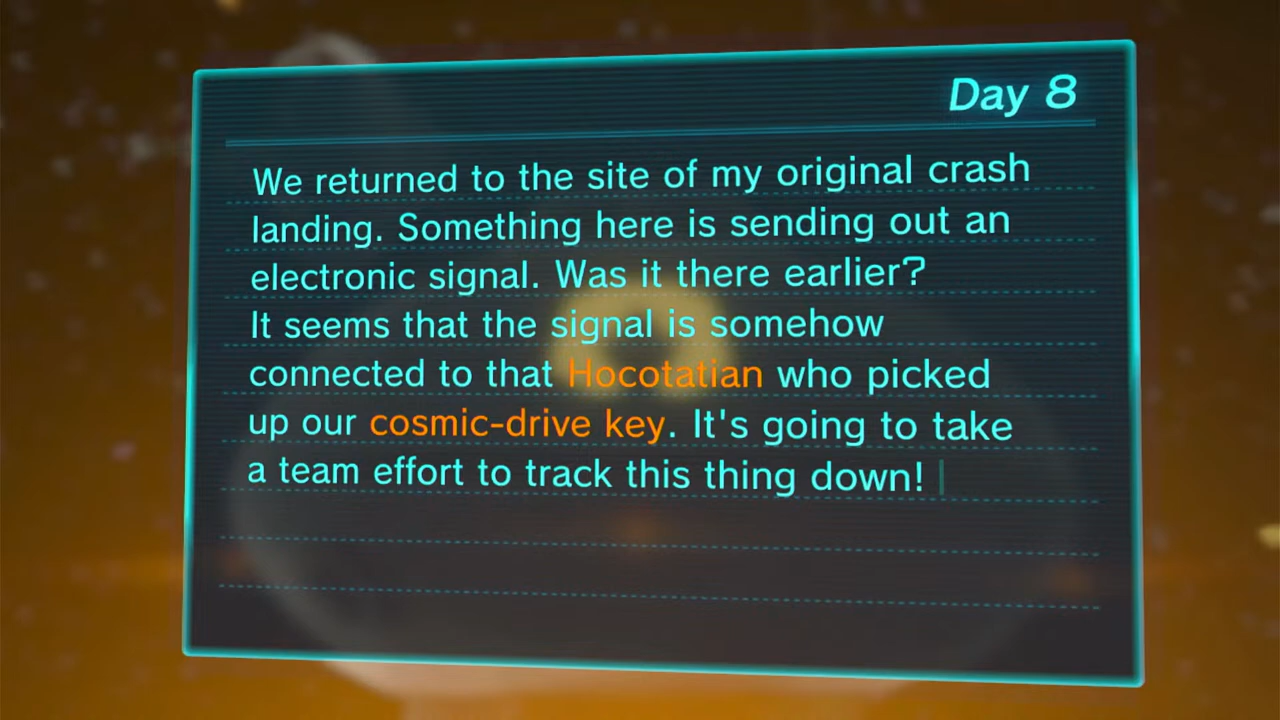 Day 8
We returned to the site of my original crash
landing. Something here is sending out an
electronic signal. Was it there earlier?
It seems that the signal is somehow
connected to that Hocotatian who picked
up our cosmic-drive key. It's going to take
a team effort to track this thing down!